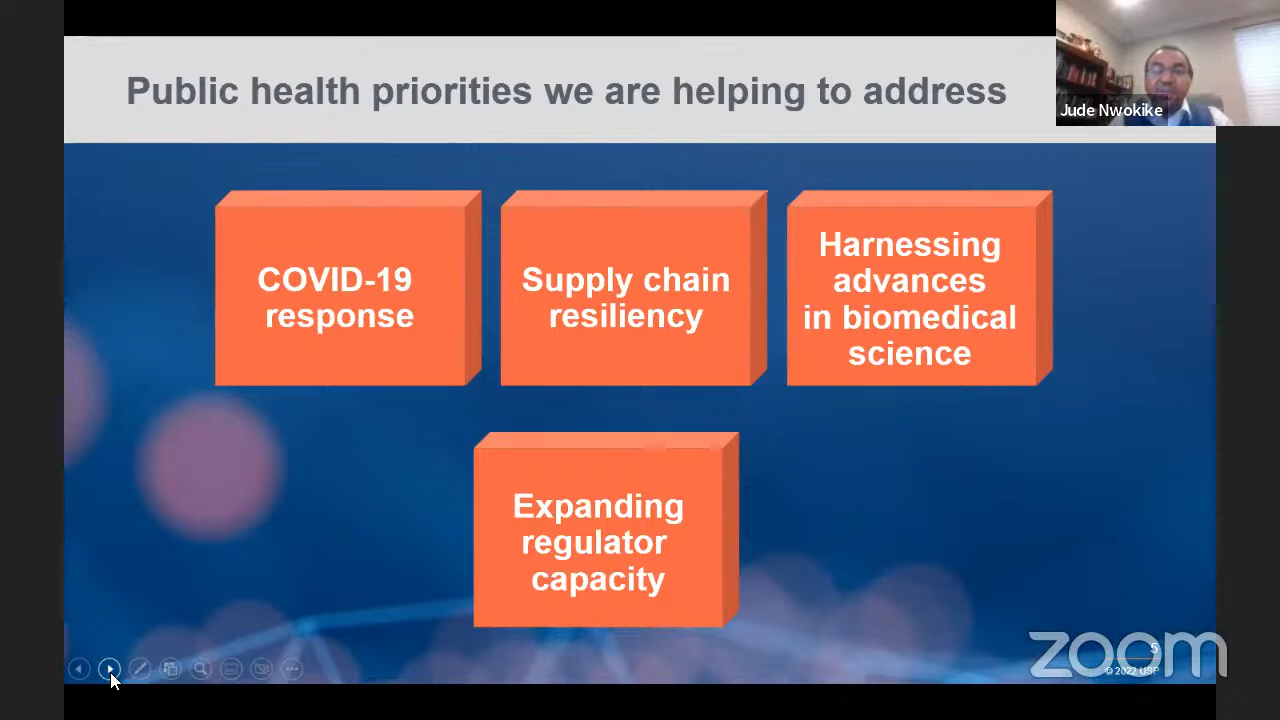 Public health priorities we are helping to address
Jude Nwokike
COVID-19
response
Supply chain
resiliency
Harnessing
advances
in biomedical
science
Expanding
regulator
capacity
zoom
5
© 2022 USP